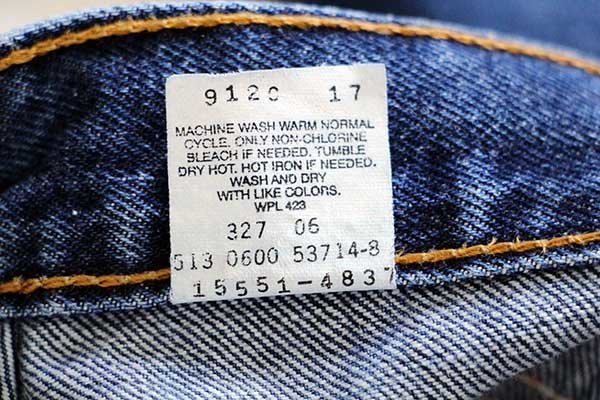 9120 17
MACHINE WASH WARM NORMAL
CYCLE. ONLY NON-CHLORINE
BLEACH IF NEEDED. TUMBLE
DRY HOT. HOT IRON IF NEEDED.
WASH AND DRY
WITH LIKE COLORS.
WPL 423
327 06
513 0600 53714-8
15551-4837